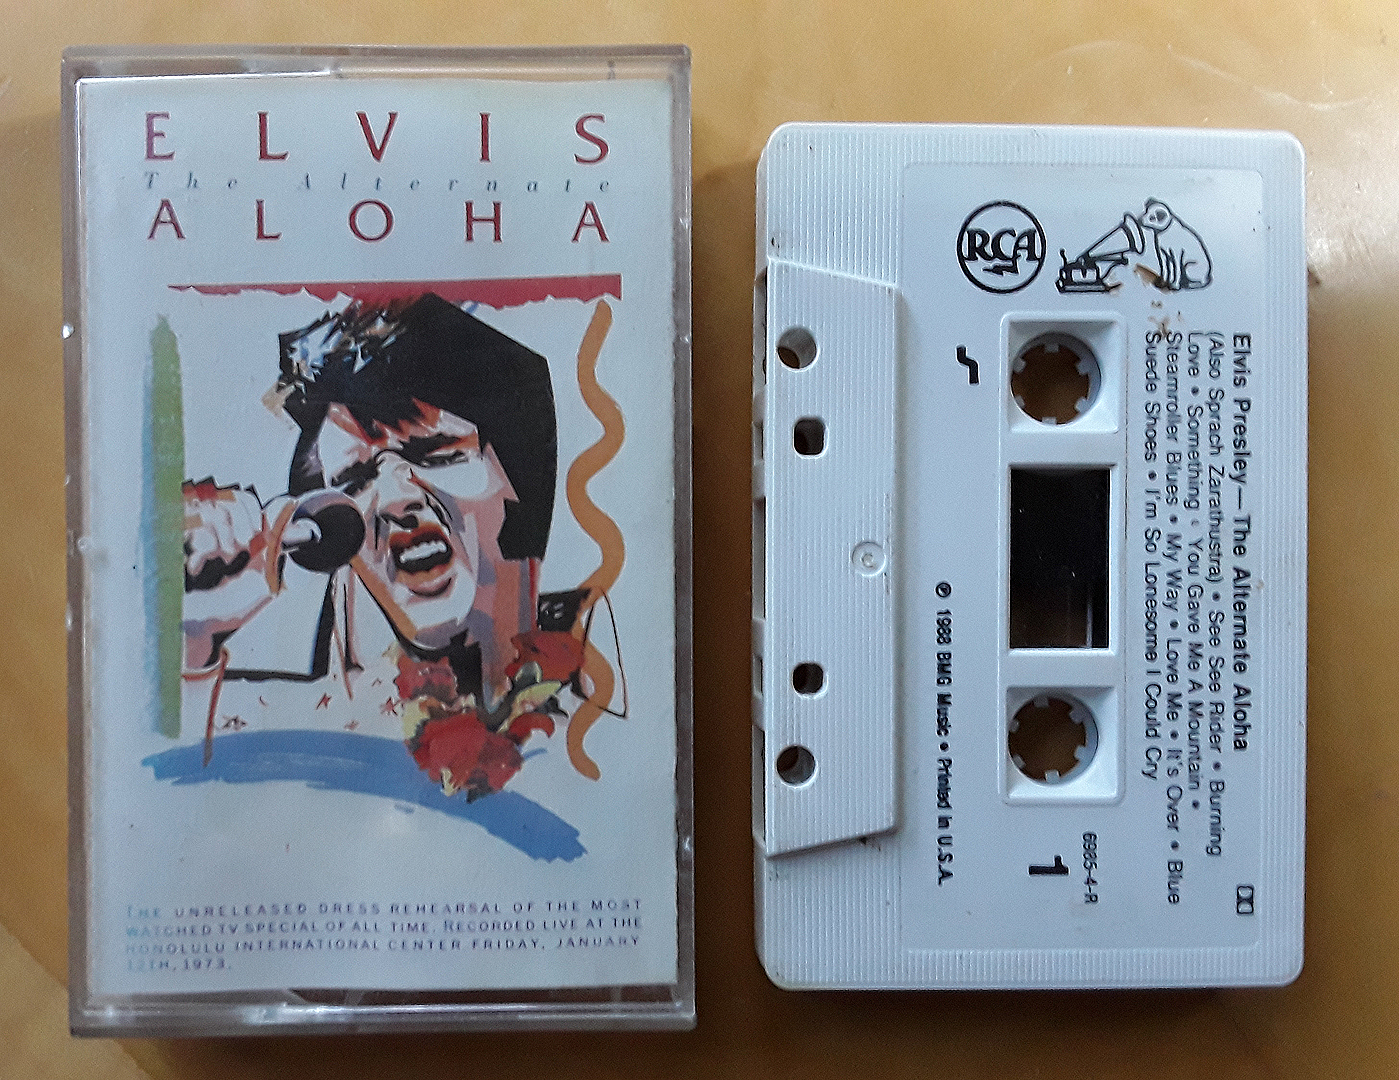 ELVIS
The Alternate
ALOHA
THE UNRELEASED DRESS REHEARSAL OF THE MOST
WATCHED TV SPECIAL OF ALL TIME. RECORDED LIVE AT THE
HONOLULU INTERNATIONAL CENTER FRIDAY, JANUARY
12TH, 1973.
RCA
Elvis Presley—The Alternate Aloha
(Also Sprach Zarathustra) • See See Rider • Burning
Love • Something • You Gave Me A Mountain •
Steamroller Blues • My Way • Love Me • It's Over • Blue
Suede Shoes • I'm So Lonesome I Could Cry
6985-4-R
1
℗ 1988 BMG Music • Printed in U.S.A.